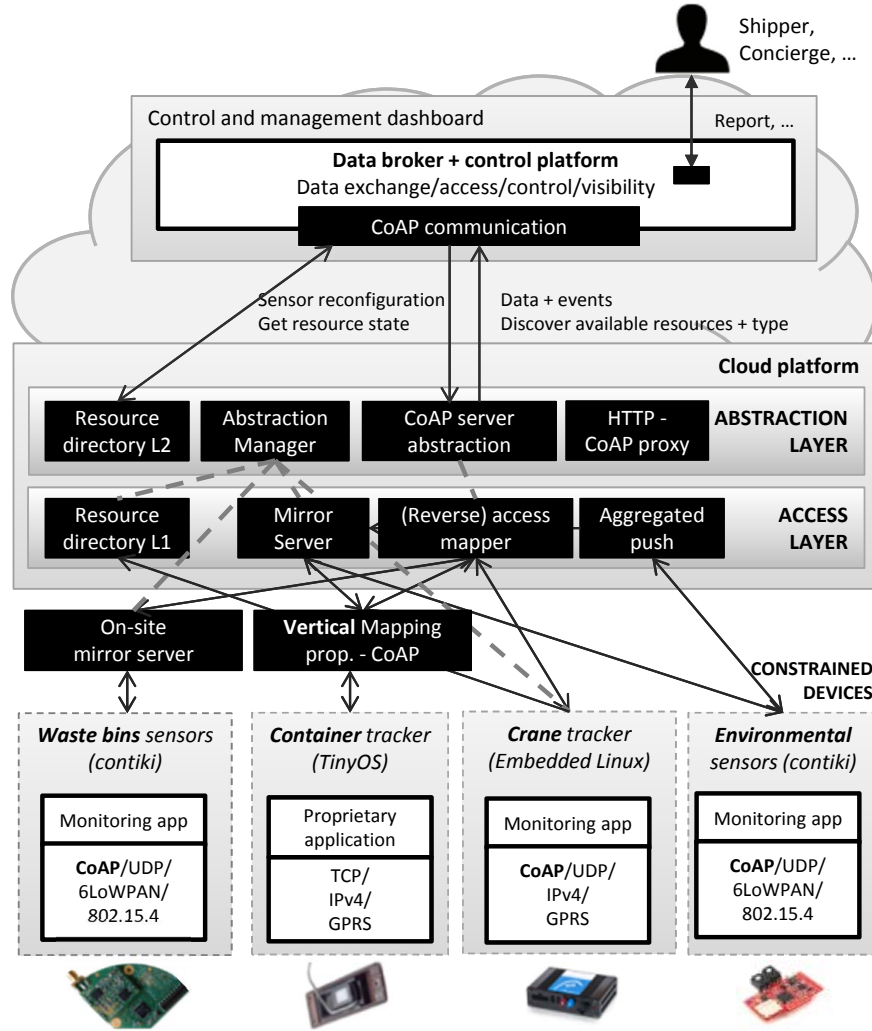 Shipper,
Concierge, ...
Control and management dashboard
Report, ...
Data broker + control platform
Data exchange/access/control/visibility
CoAP communication
Sensor reconfiguration
Get resource state
Data + events
Discover available resources + type
Cloud platform
Resource
directory L2
Abstraction
Manager
CoAP server
abstraction
HTTP -
CoAP proxy
ABSTRACTION
LAYER
Resource
directory L1
Mirror
Server
(Reverse) access
mapper
Aggregated
push
ACCESS
LAYER
On-site
mirror server
Vertical Mapping
prop. - CoAP
CONSTRAINED
DEVICES
Waste bins sensors
(contiki)
Monitoring app
CoAP/UDP/
6LoWPAN/
802.15.4
Container tracker
(TinyOS)
Proprietary
application
TCP/
IPv4/
GPRS
Crane tracker
(Embedded Linux)
Monitoring app
CoAP/UDP/
IPv4/
GPRS
Environmental
sensors (contiki)
Monitoring app
CoAP/UDP/
6LoWPAN/
802.15.4